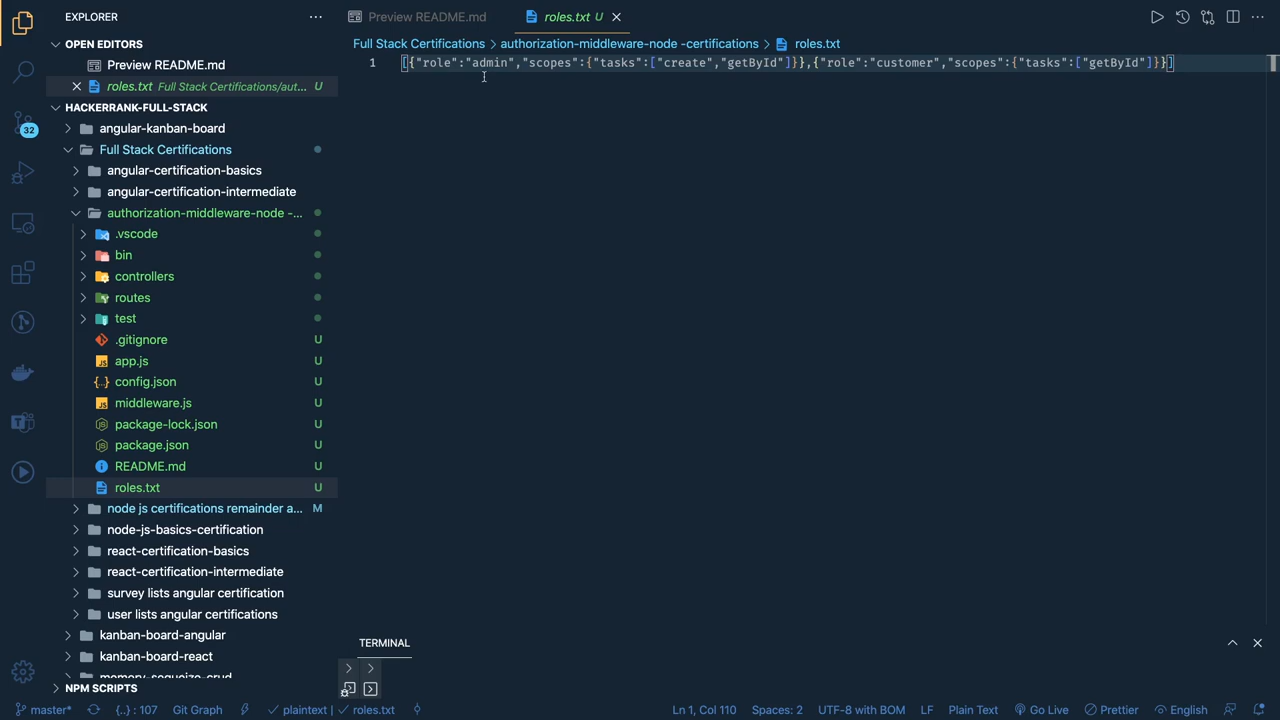 EXPLORER
OPEN EDITORS
Preview README.md
roles.txt Full Stack Certifications/aut... U
HACKERRANK-FULL-STACK
angular-kanban-board
Full Stack Certifications
angular-certification-basics
angular-certification-intermediate
authorization-middleware-node -...
.vscode
bin
controllers
routes
test
.gitignore U
app.js U
config.json U
middleware.js U
package-lock.json U
package.json U
README.md U
roles.txt U
node js certifications remainder a... M
node-js-basics-certification
react-certification-basics
react-certification-intermediate
survey lists angular certification
user lists angular certifications
kanban-board-angular
kanban-board-react
NPM SCRIPTS
32
Preview README.md
roles.txt U
Full Stack Certifications > authorization-middleware-node -certifications > roles.txt
1 [{"role":"admin","scopes":{"tasks":["create","getById"]}},{"role":"customer","scopes":{"tasks":["getById"]}}]
TERMINAL
master* {..} : 107 Git Graph plaintext | roles.txt Ln 1, Col 110 Spaces: 2 UTF-8 with BOM LF Plain Text Go Live Prettier English